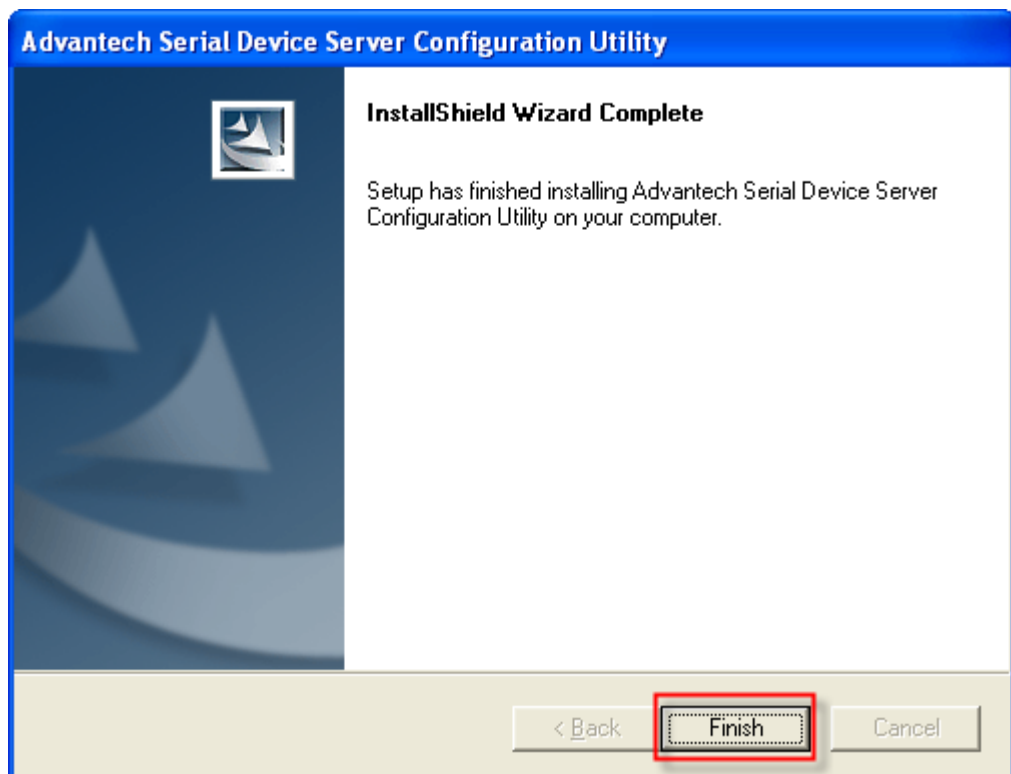 Advantech Serial Device Server Configuration Utility
InstallShield Wizard Complete
Setup has finished installing Advantech Serial Device Server
Configuration Utility on your computer.
< Back Finish Cancel